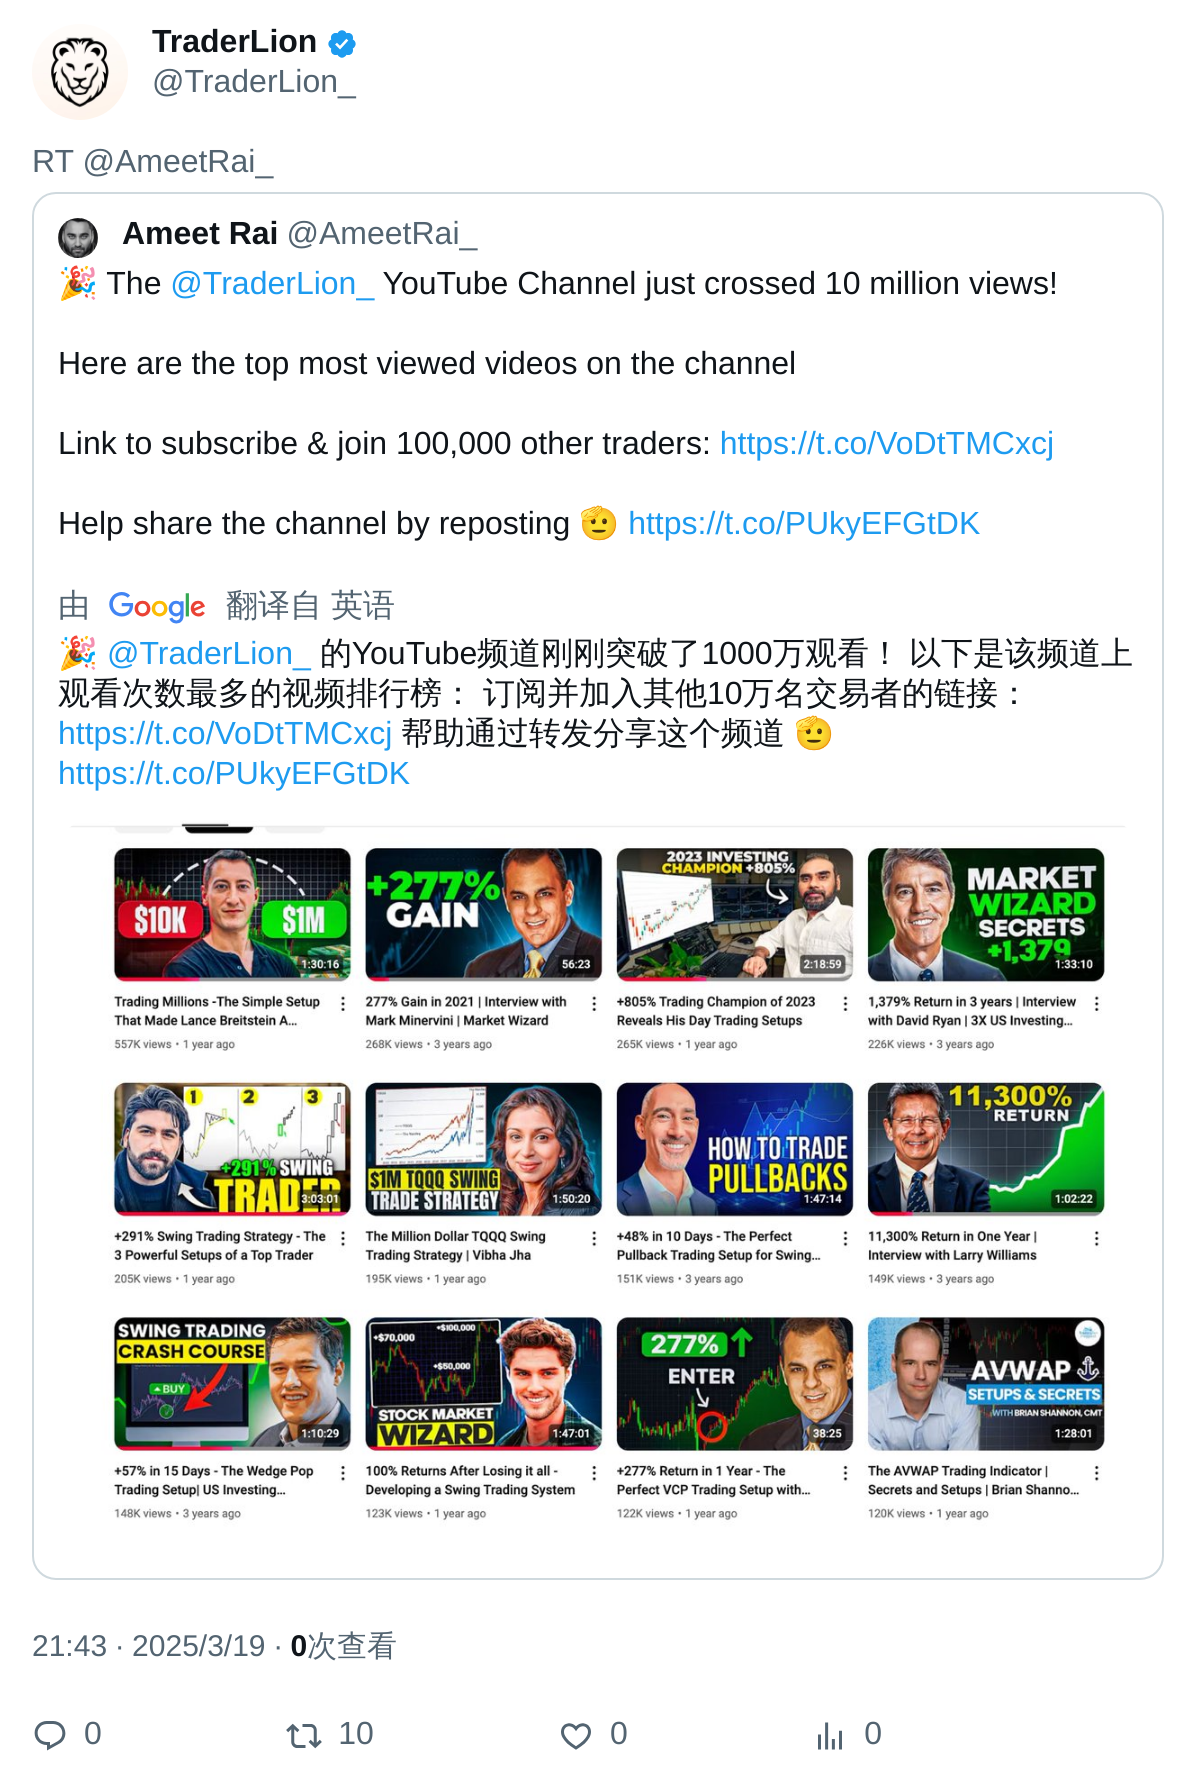 TraderLion
@TraderLion_
RT @AmeetRai_
Ameet Rai @AmeetRai_
🎉 The @TraderLion_ YouTube Channel just crossed 10 million views!
Here are the top most viewed videos on the channel
Link to subscribe & join 100,000 other traders: https://t.co/VoDtTMCxcj
Help share the channel by reposting 🫡 https://t.co/PUkyEFGtDK
由 Google 翻译自 英语
🎉 @TraderLion_ 的YouTube频道刚刚突破了1000万观看！ 以下是该频道上
观看次数最多的视频排行榜： 订阅并加入其他10万名交易者的链接：
https://t.co/VoDtTMCxcj 帮助通过转发分享这个频道 🫡
https://t.co/PUkyEFGtDK
$10K $1M
1:30:16
+277%
GAIN
56:23
2023 INVESTING
CHAMPION +805%
2:18:59
MARKET
WIZARD
SECRETS
+1,379
1:33:10
Trading Millions -The Simple Setup
That Made Lance Breitstein A...
557K views • 1 year ago
277% Gain in 2021 | Interview with
Mark Minervini | Market Wizard
268K views • 3 years ago
+805% Trading Champion of 2023
Reveals His Day Trading Setups
265K views • 1 year ago
1,379% Return in 3 years | Interview
with David Ryan | 3X US Investing...
226K views • 3 years ago
1 2 3
+291% SWING
TRADER
3:03:01
$1M TQQQ SWING
TRADE STRATEGY
1:50:20
HOW TO TRADE
PULLBACKS
1:47:14
11,300%
RETURN
1:02:22
+291% Swing Trading Strategy - The
3 Powerful Setups of a Top Trader
205K views • 1 year ago
The Million Dollar TQQQ Swing
Trading Strategy | Vibha Jha
195K views • 1 year ago
+48% in 10 Days - The Perfect
Pullback Trading Setup for Swing...
151K views • 3 years ago
11,300% Return in One Year |
Interview with Larry Williams
149K views • 3 years ago
SWING TRADING
CRASH COURSE
BUY
1:10:29
+$70,000
+$100,000
+$50,000
STOCK MARKET
WIZARD
1:47:01
277%
ENTER
38:25
AVWAP
SETUPS & SECRETS
WITH BRIAN SHANNON, CMT
1:28:01
+57% in 15 Days - The Wedge Pop
Trading Setup| US Investing...
148K views • 3 years ago
100% Returns After Losing it all -
Developing a Swing Trading System
123K views • 1 year ago
+277% Return in 1 Year - The
Perfect VCP Trading Setup with...
122K views • 1 year ago
The AVWAP Trading Indicator |
Secrets and Setups | Brian Shanno...
120K views • 1 year ago
21:43 · 2025/3/19 · 0次查看
0 10 0 0